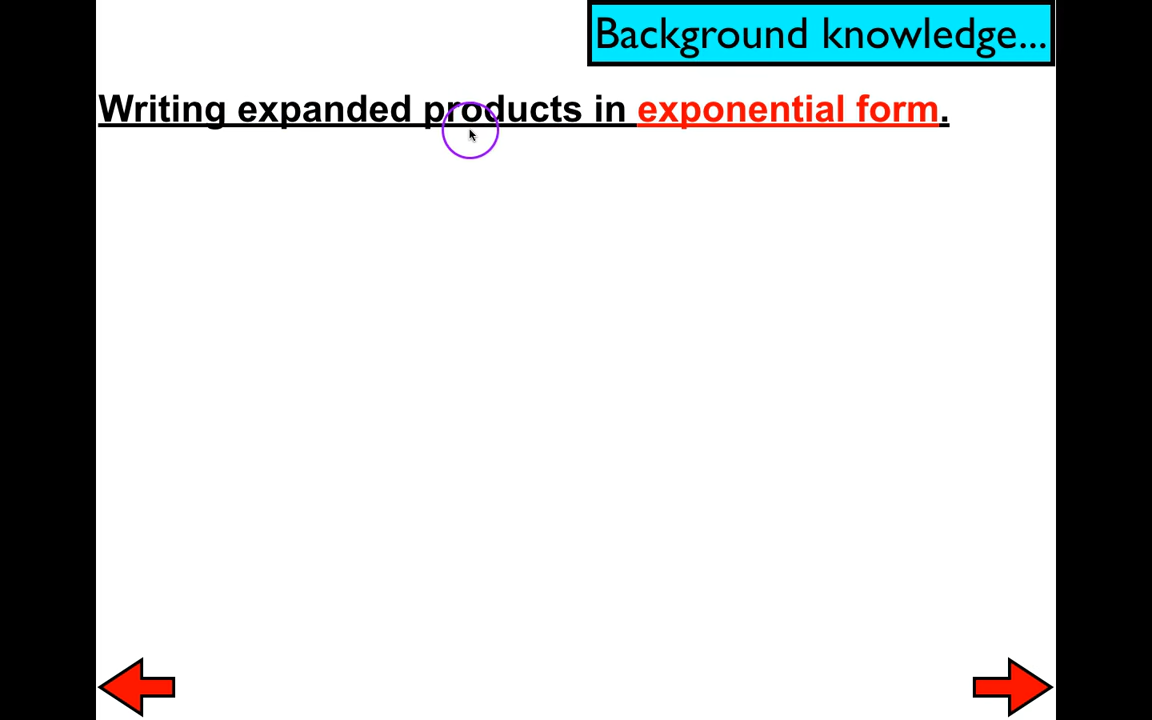 Background knowledge...
Writing expanded products in exponential form.